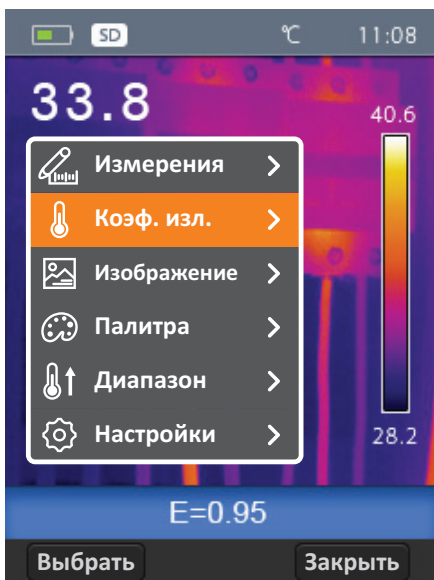 SD ℃ 11:08
33.8
40.6
Измерения
Коэф. изл.
Изображение
Палитра
Диапазон
Настройки
28.2
E=0.95
Выбрать Закрыть